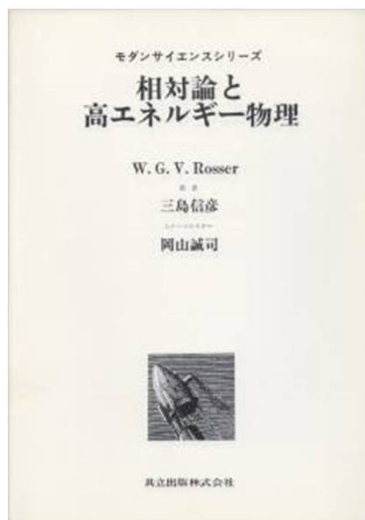 モダンサイエンスシリーズ
相対論と
高エネルギー物理
W. G. V. Rosser
三島信彦
岡山誠司
共立出版株式会社